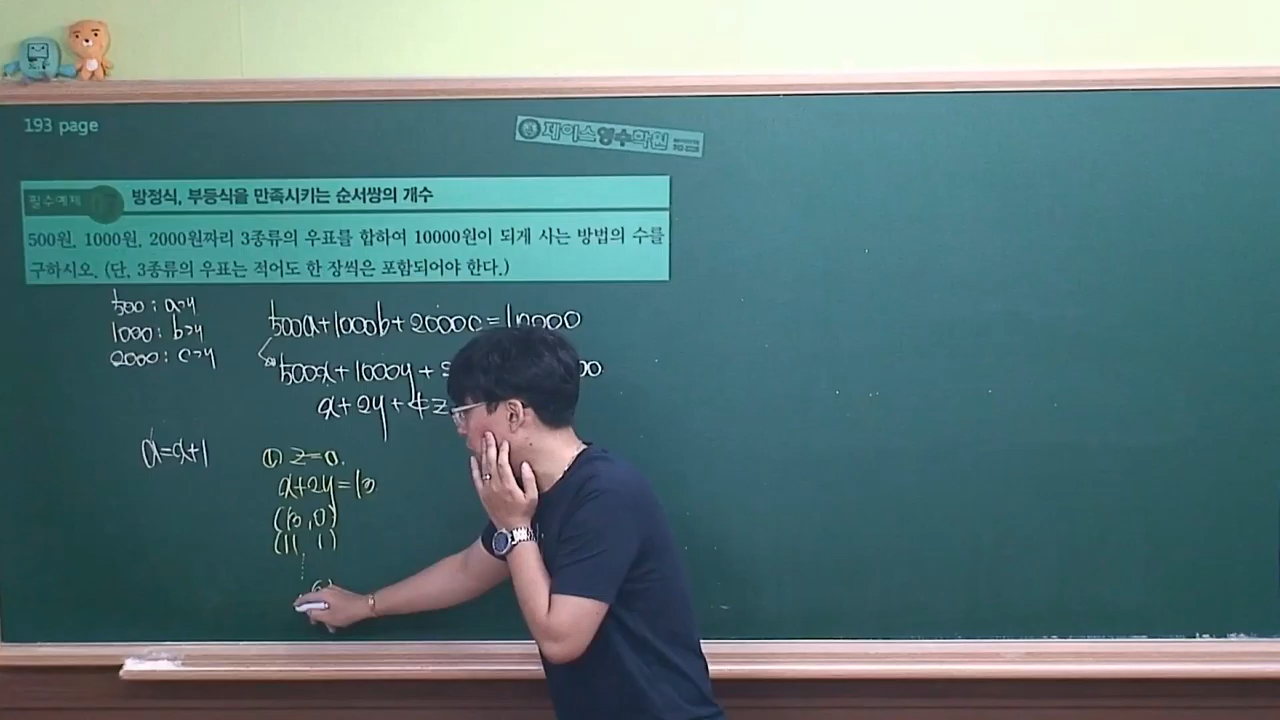 193 page
제이스영수학원
필수예제 07 방정식, 부등식을 만족시키는 순서쌍의 개수
500원, 1000원, 2000원짜리 3종류의 우표를 합하여 10000원이 되게 사는 방법의 수를
구하시오. (단, 3종류의 우표는 적어도 한 장씩은 포함되어야 한다.)
500 : a개
1000 : b개
2000 : c개
500a+1000b+2000c=10000
500x+1000y+
x+2y+4z
a=x+1
① z=0.
x+2y=13
(13, 0)
(11, 1)